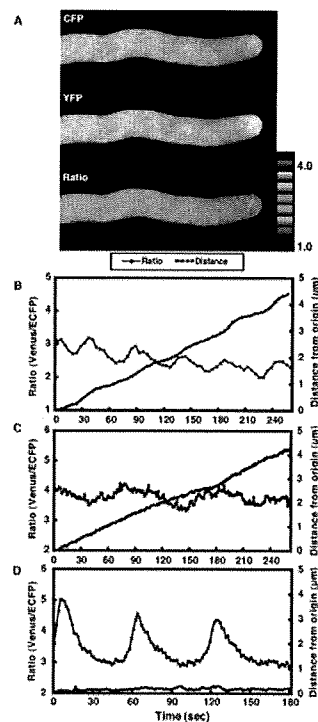 A
CFP
YFP
Ratio
4.0
1.0
Ratio Distance
B
Ratio (Venus/ECFP)
5
4
3
2
1
0 30 60 90 120 150 180 210 240
5
4
3
2
1
0
Distance from origin (µm)
C
Ratio (Venus/ECFP)
6
5
4
3
2
0 30 60 90 120 150 180 210 240
5
4
3
2
1
0
Distance from origin (µm)
D
Ratio (Venus/ECFP)
6
5
4
3
2
0 30 60 90 120 150 180
5
4
3
2
1
0
Distance from origin (µm)
Time (sec)